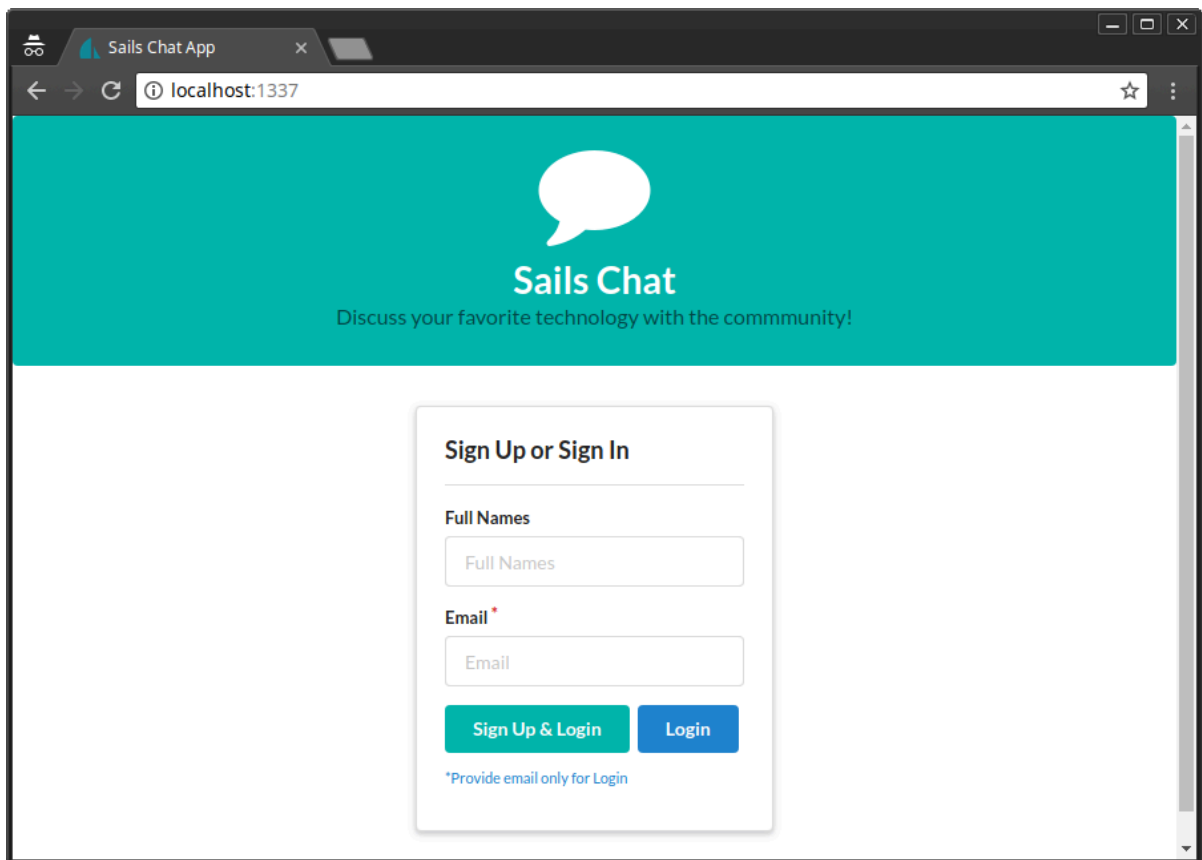 Sails Chat App
localhost:1337
Sails Chat
Discuss your favorite technology with the commmunity!
Sign Up or Sign In
Full Names
Full Names
Email *
Email
Sign Up & Login
Login
*Provide email only for Login